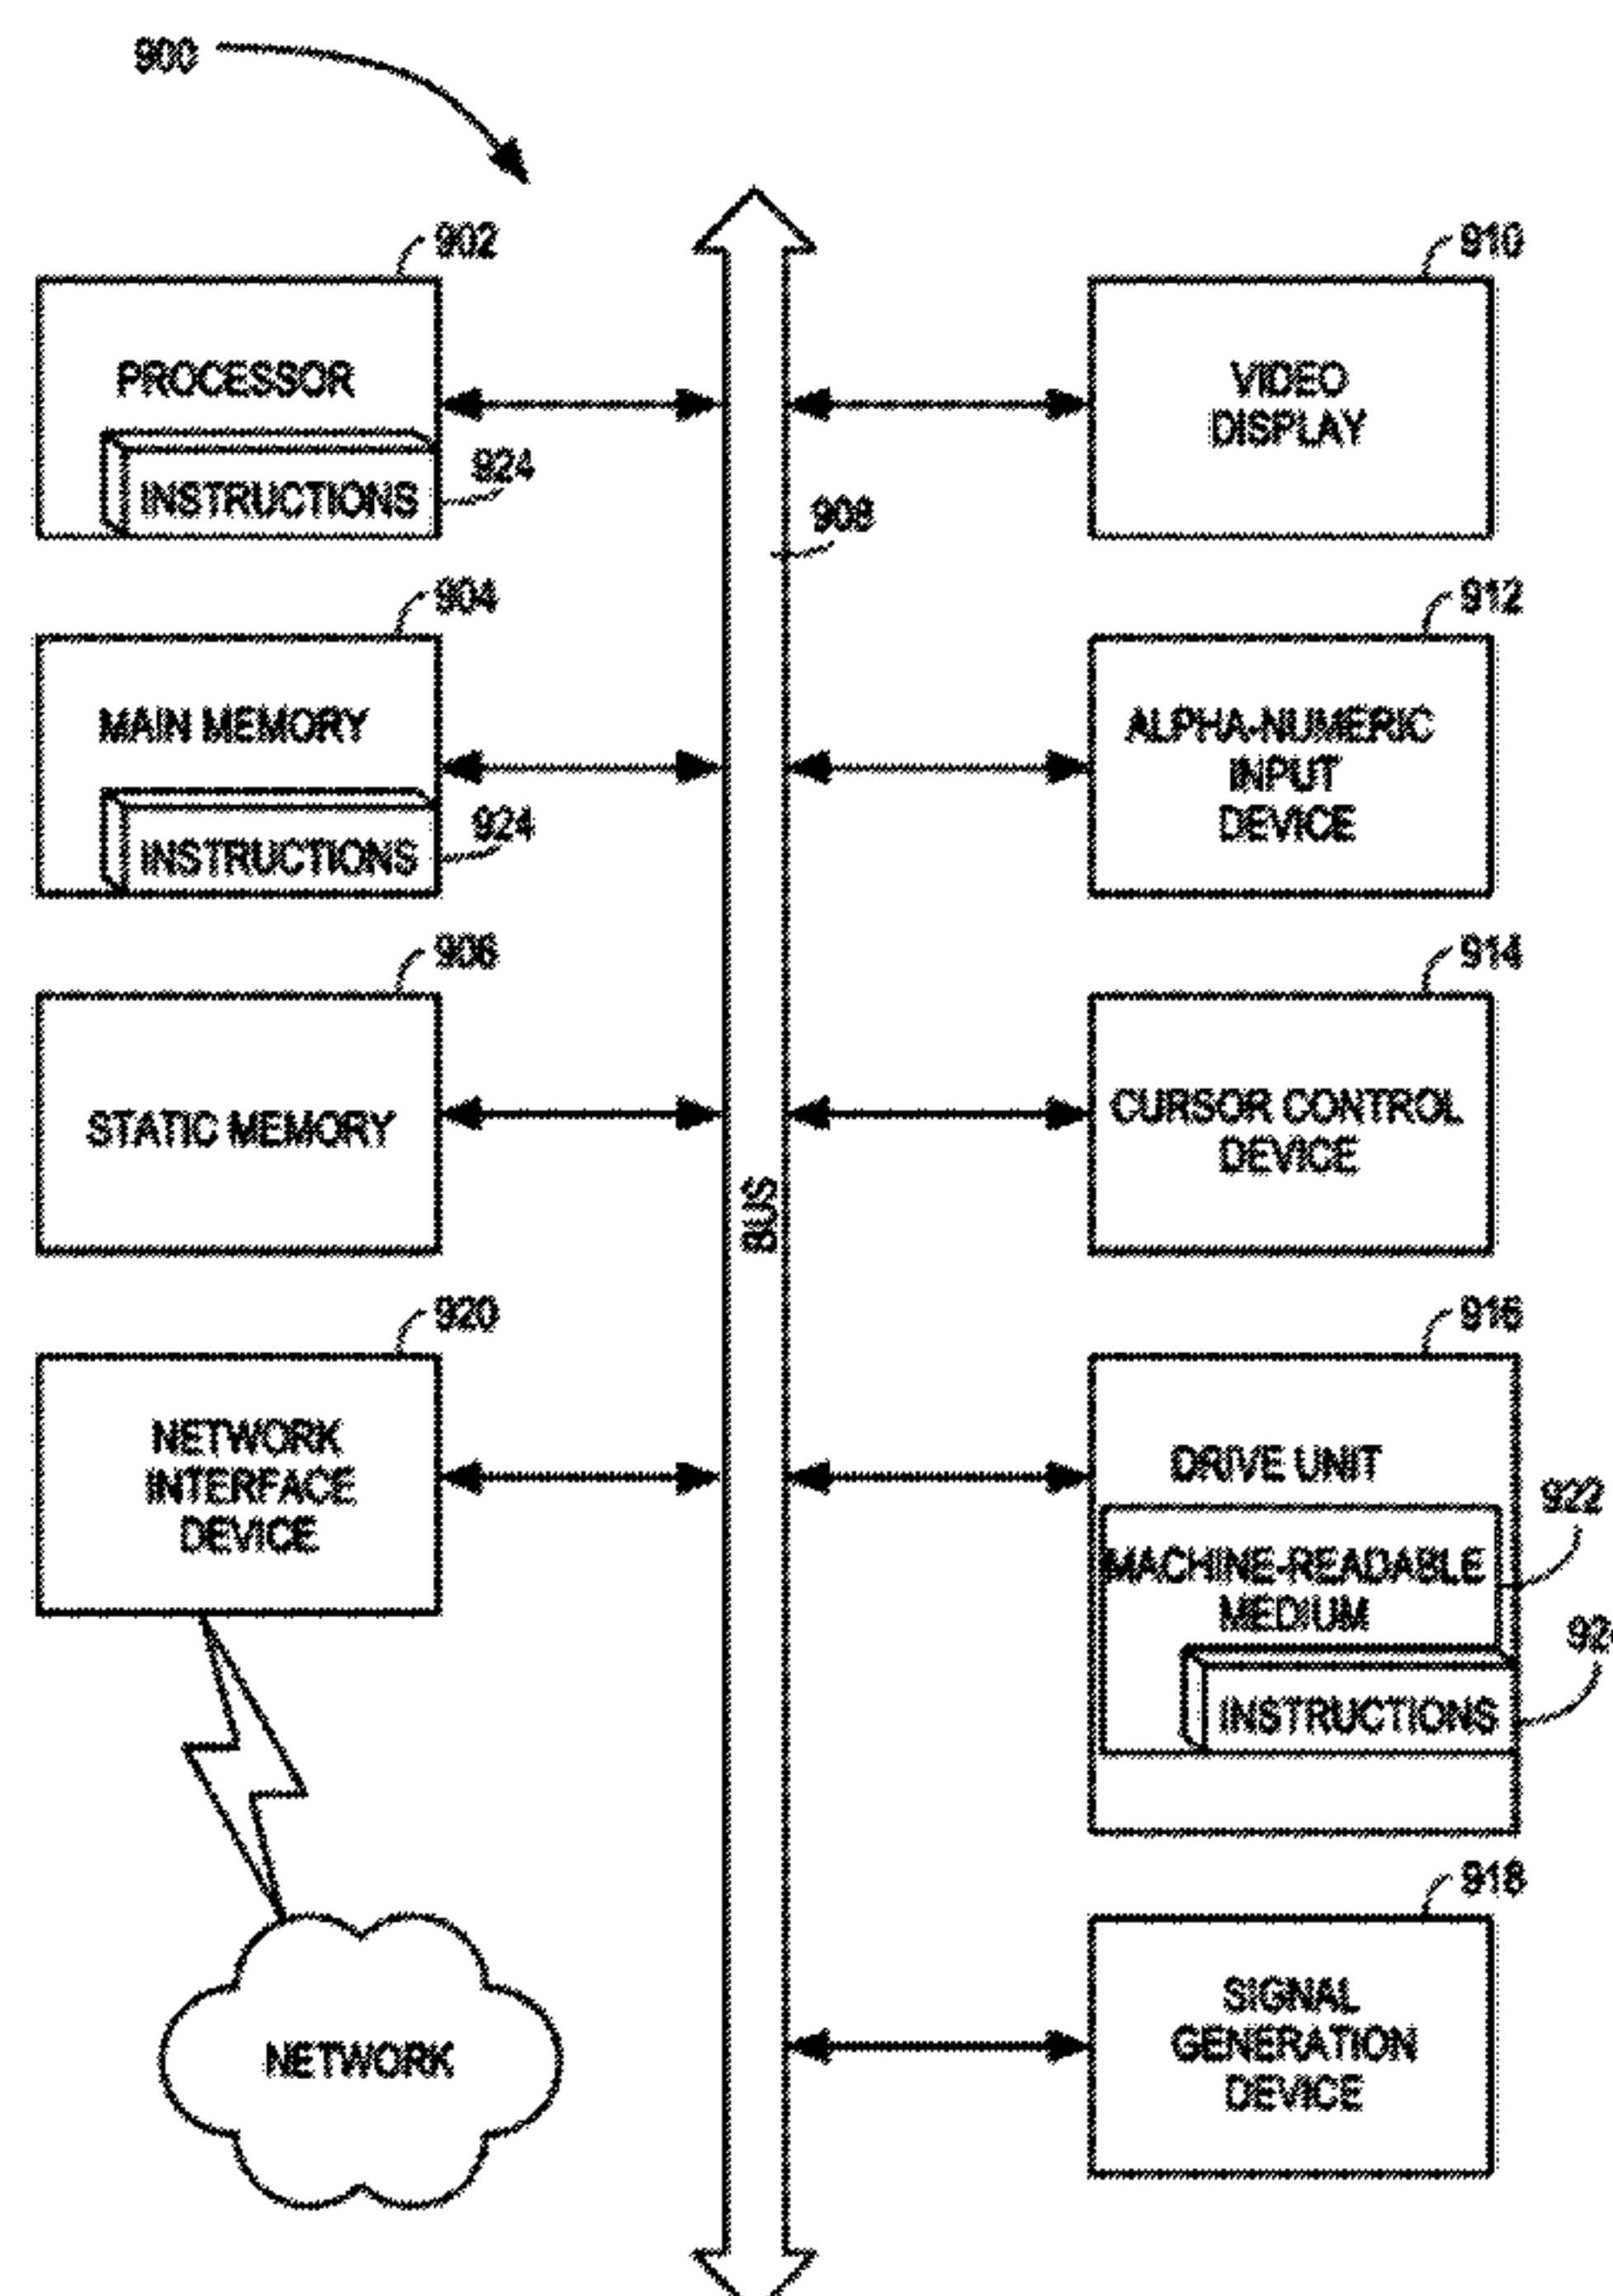 900
902
PROCESSOR
INSTRUCTIONS
924
904
MAIN MEMORY
INSTRUCTIONS
924
906
STATIC MEMORY
920
NETWORK
INTERFACE
DEVICE
NETWORK
908
BUS
910
VIDEO
DISPLAY
912
ALPHA-NUMERIC
INPUT
DEVICE
914
CURSOR CONTROL
DEVICE
916
DRIVE UNIT
922
MACHINE-READABLE
MEDIUM
INSTRUCTIONS
918
SIGNAL
GENERATION
DEVICE